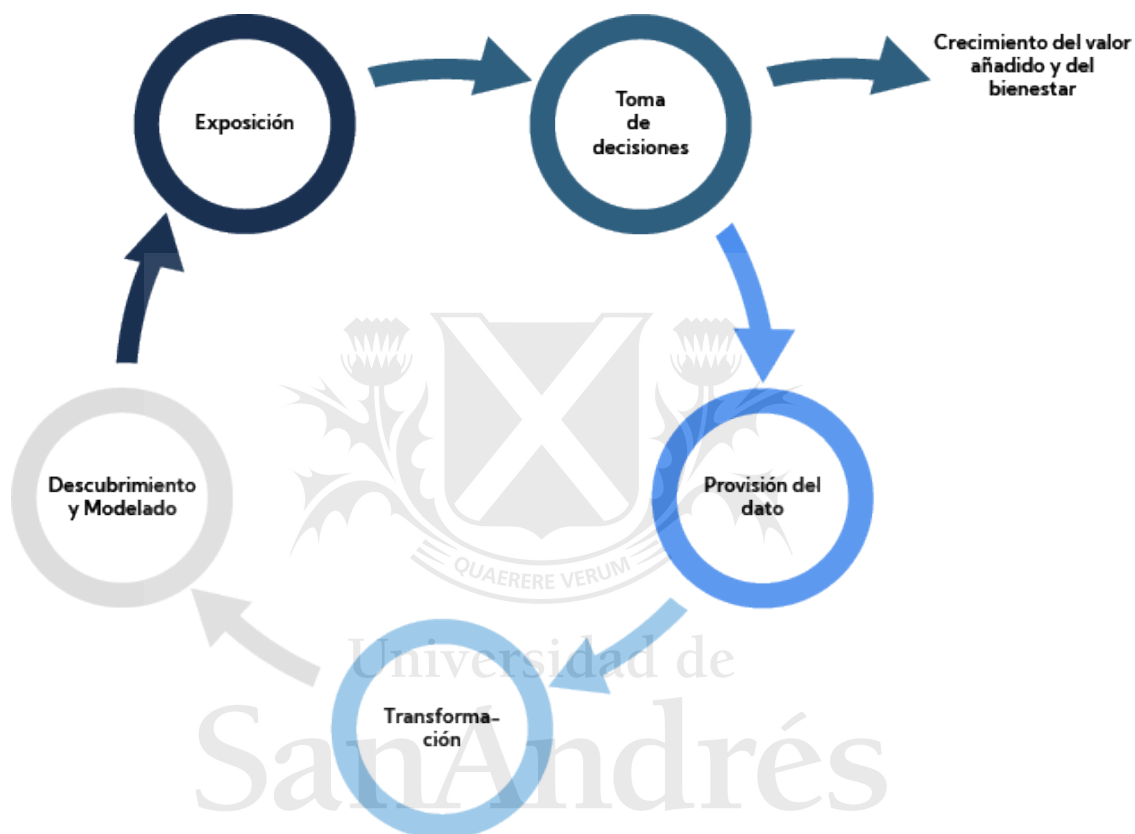 Exposición
Toma
de
decisiones
Crecimiento del valor
añadido y del
bienestar
Descubrimiento
y Modelado
Provisión del
dato
QUAERERE VERUM
Universidad de
SanAndrés
Transforma-
ción